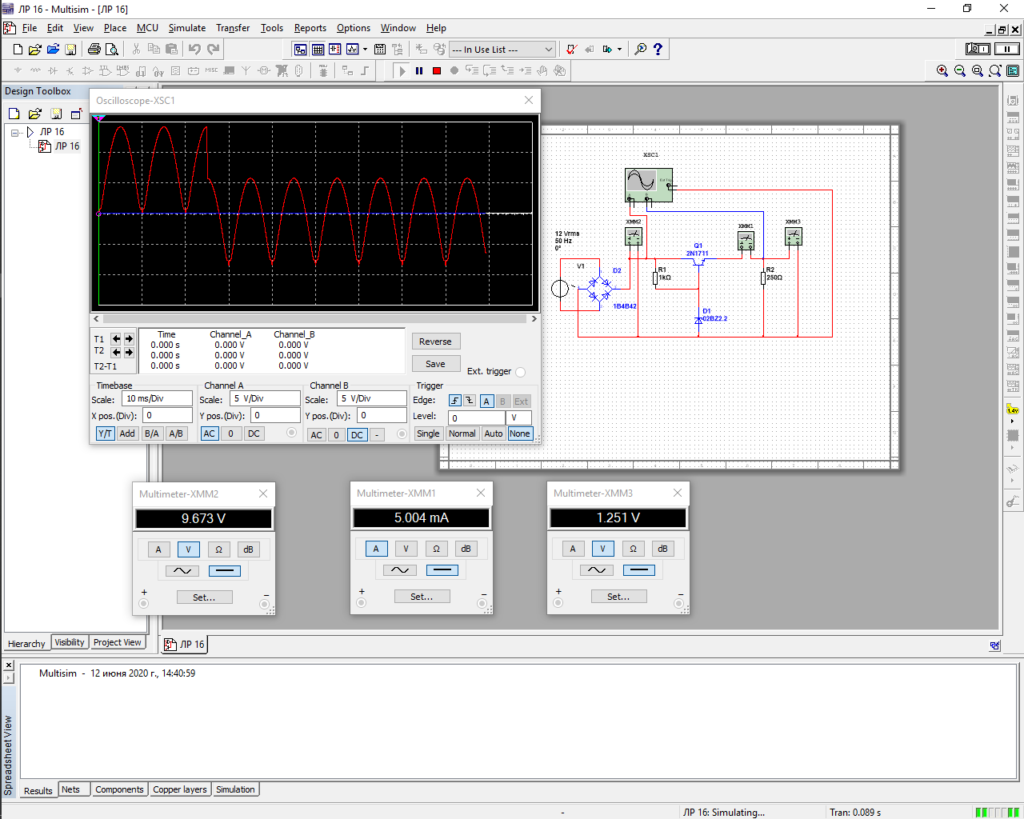 ЛР 16 - Multisim - [ЛР 16]
File Edit View Place MCU Simulate Transfer Tools Reports Options Window Help
--- In Use List ---
Design Toolbox
ЛР 16
ЛР 16
Oscilloscope-XSC1
T1
T2
T2-T1
Time Channel_A Channel_B
0.000 s 0.000 V 0.000 V
0.000 s 0.000 V 0.000 V
0.000 s 0.000 V 0.000 V
Reverse
Save
Ext. trigger
Timebase
Scale: 10 ms/Div
X pos.(Div): 0
Y/T Add B/A A/B
Channel A
Scale: 5 V/Div
Y pos.(Div): 0
AC 0 DC
Channel B
Scale: 5 V/Div
Y pos.(Div): 0
AC 0 DC -
Trigger
Edge: A B Ext
Level: 0 V
Single Normal Auto None
XSC1
XMM2
XMM1
XMM3
12 Vrms
50 Hz
0°
V1
D2
1B4B42
R1
1kΩ
Q1
2N1711
D1
02BZ2.2
R2
250Ω
Multimeter-XMM2
9.673 V
A V Ω dB
Set...
+ -
Multimeter-XMM1
5.004 mA
A V Ω dB
Set...
+ -
Multimeter-XMM3
1.251 V
A V Ω dB
Set...
+ -
Hierarchy Visibility Project View
ЛР 16
Multisim - 12 июня 2020 г., 14:40:59
Spreadsheet View
Results Nets Components Copper layers Simulation
- ЛР 16: Simulating... Tran: 0.089 s